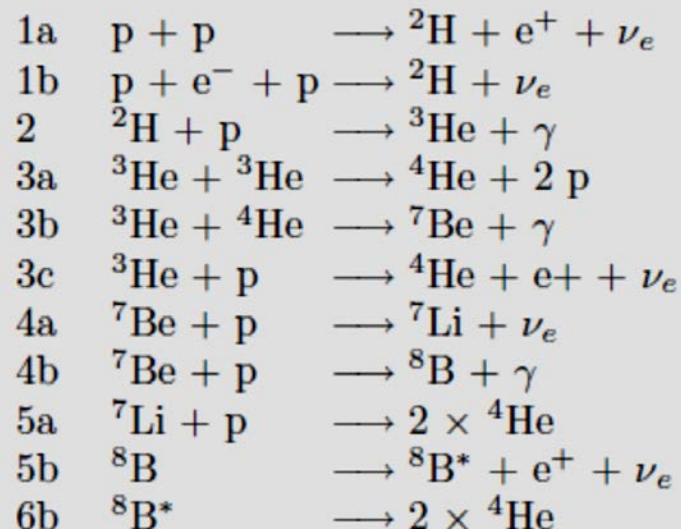 1a p + p ⟶ ²H + e⁺ + νₑ
1b p + e⁻ + p ⟶ ²H + νₑ
2 ²H + p ⟶ ³He + γ
3a ³He + ³He ⟶ ⁴He + 2 p
3b ³He + ⁴He ⟶ ⁷Be + γ
3c ³He + p ⟶ ⁴He + e+ + νₑ
4a ⁷Be + p ⟶ ⁷Li + νₑ
4b ⁷Be + p ⟶ ⁸B + γ
5a ⁷Li + p ⟶ 2 × ⁴He
5b ⁸B ⟶ ⁸B* + e⁺ + νₑ
6b ⁸B* ⟶ 2 × ⁴He